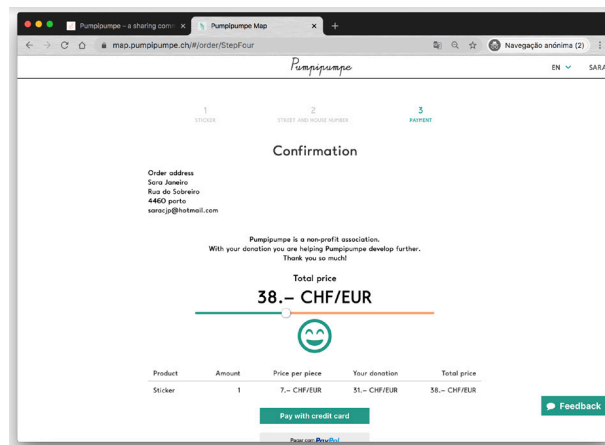 Pumpipumpe – a sharing comm
Pumpipumpe Map
map.pumpipumpe.ch/#/order/StepFour
Navegação anónima (2)
Pumpipumpe
EN
SARA
1
2
3
STICKER
STREET AND HOUSE NUMBER
PAYMENT
Confirmation
Order address
Sara Janeiro
Rua do Sobreiro
4460 porto
saracjp@hotmail.com
Pumpipumpe is a non-profit association.
With your donation you are helping Pumpipumpe develop further.
Thank you so much!
Total price
38.– CHF/EUR
Product Amount Price per piece Your donation Total price
Sticker 1 7.– CHF/EUR 31.– CHF/EUR 38.– CHF/EUR
Feedback
Pay with credit card
Pagar com PayPal